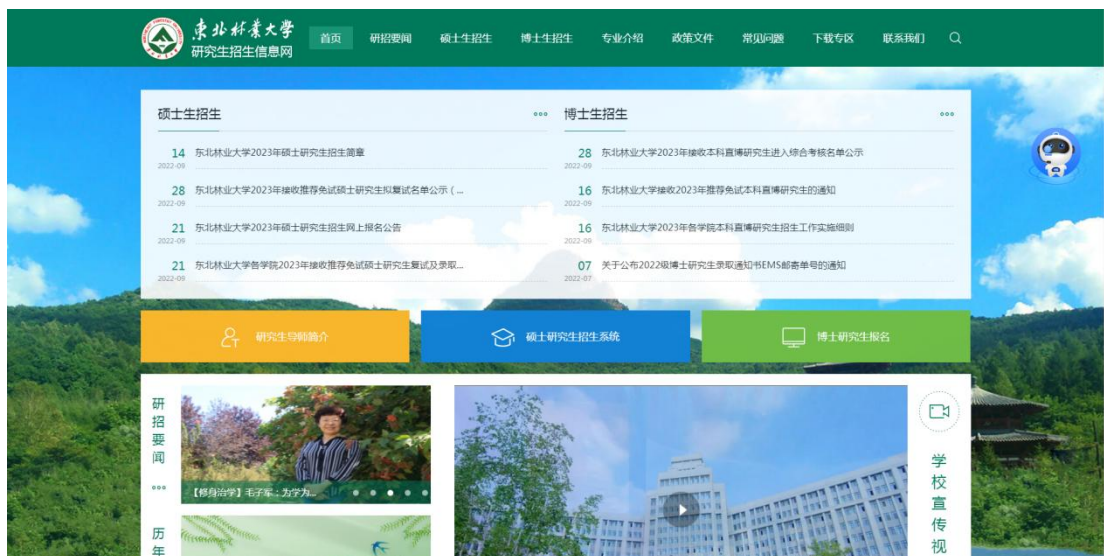 東北林業大學
研究生招生信息网
首页 研招要闻 硕士生招生 博士生招生 专业介绍 政策文件 常见问题 下载专区 联系我们
硕士生招生
14 东北林业大学2023年硕士研究生招生简章
2022-09
28 东北林业大学2023年接收推荐免试硕士研究生拟复试名单公示（...
2022-09
21 东北林业大学2023年硕士研究生招生网上报名公告
2022-09
21 东北林业大学各学院2023年接收推荐免试硕士研究生复试及录取...
2022-09
博士生招生
28 东北林业大学2023年接收本科直博研究生进入综合考核名单公示
2022-09
16 东北林业大学接收2023年推荐免试本科直博研究生的通知
2022-09
16 东北林业大学2023年各学院本科直博研究生招生工作实施细则
2022-09
07 关于公布2022级博士研究生录取通知书EMS邮寄单号的通知
2022-07
研究生导师简介
硕士研究生招生系统
博士研究生报名
研招要闻
【修身治学】毛子军：为学为...
历年
学校宣传视